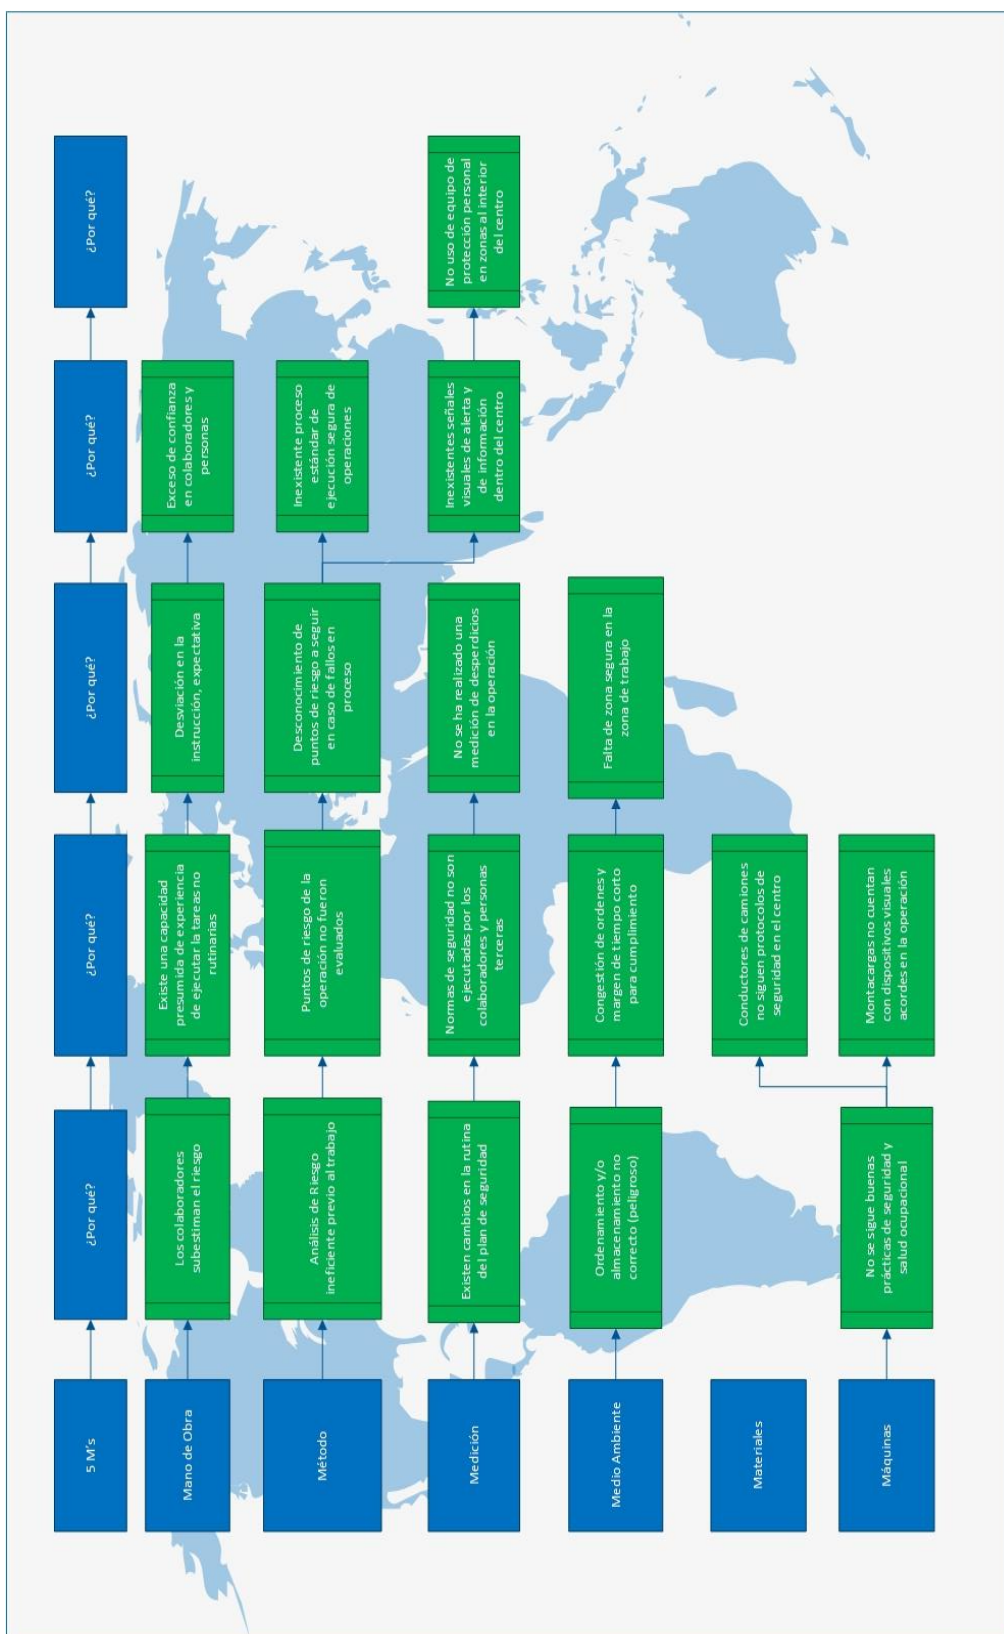 5 M's
¿Por qué?
¿Por qué?
¿Por qué?
¿Por qué?
¿Por qué?
Mano de Obra
Los colaboradores
subestiman el riesgo
Existe una capacidad
presumida de experiencia
de ejecutar la tareas no
rutinarias
Desviación en la
instrucción, expectativa
Exceso de confianza
en colaboradores y
personas
Método
Análisis de Riesgo
ineficiente previo al trabajo
Puntos de riesgo de la
operación no fueron
evaluados
Desconocimiento de
puntos de riesgo a seguir
en caso de fallos en
proceso
Inexistente proceso
estándar de
ejecución segura de
operaciones
Medición
Existen cambios en la rutina
del plan de seguridad
Normas de seguridad no son
ejecutadas por los
colaboradores y personas
terceras
No se ha realizado una
medición de desperdicios
en la operación
Inexistentes señales
visuales de alerta y
de información
dentro del centro
No uso de equipo de
protección personal
en zonas al interior
del centro
Medio Ambiente
Ordenamiento y/o
almacenamiento no
correcto (peligroso)
Congestión de ordenes y
margen de tiempo corto
para cumplimiento
Falta de zona segura en la
zona de trabajo
Materiales
Conductores de camiones
no siguen protocolos de
seguridad en el centro
Máquinas
No se sigue buenas
prácticas de seguridad y
salud ocupacional
Montacargas no cuentan
con dispositivos visuales
acordes en la operación